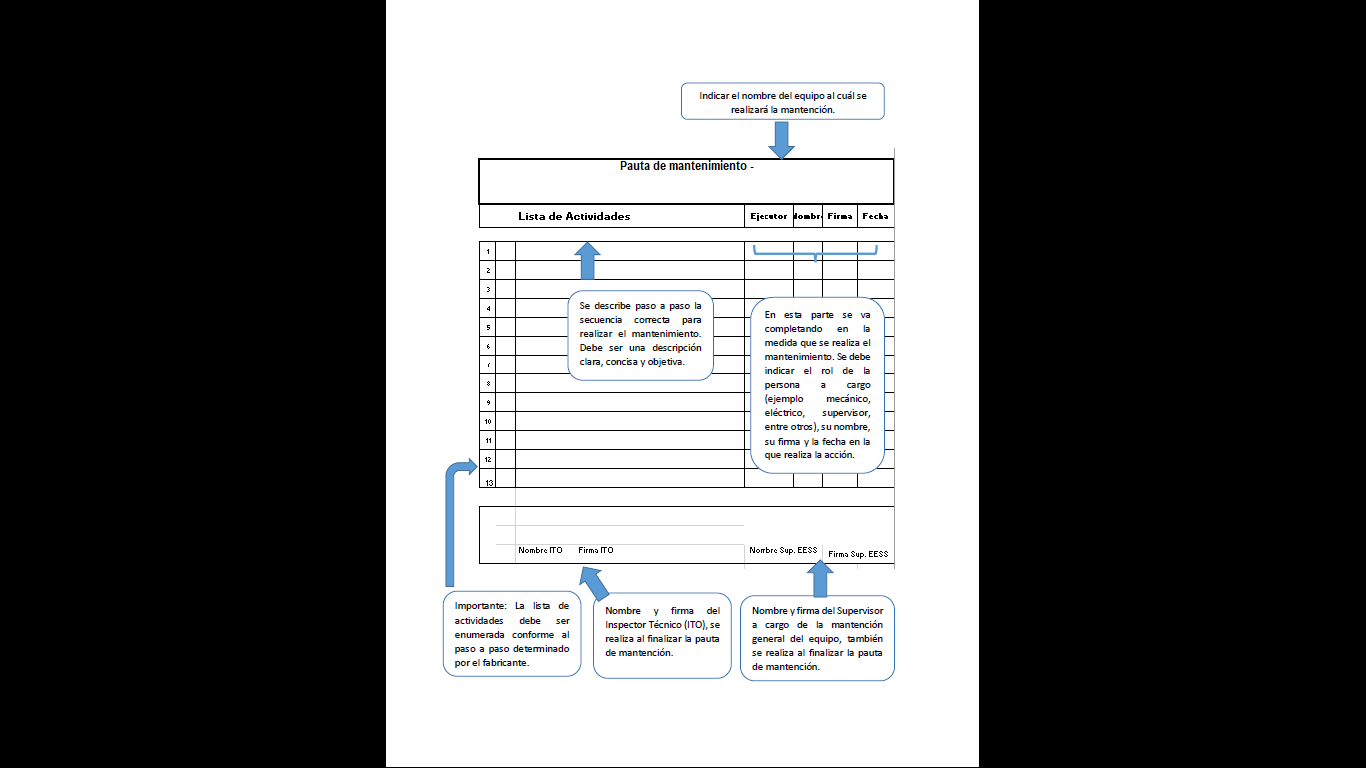 Indicar el nombre del equipo al cuál se
realizará la mantención.
Pauta de mantenimiento -
Lista de Actividades Ejecutor Nombre Firma Fecha
1
2
3
4
5
6
7
8
9
10
11
12
13
Se describe paso a paso la
secuencia correcta para
realizar el mantenimiento.
Debe ser una descripción
clara, concisa y objetiva.
En esta parte se va
completando en la
medida que se realiza el
mantenimiento. Se debe
indicar el rol de la
persona a cargo
(ejemplo mecánico,
eléctrico, supervisor,
entre otros), su nombre,
su firma y la fecha en la
que realiza la acción.
Nombre ITO Firma ITO Nombre Sup. EESS Firma Sup. EESS
Importante: La lista de
actividades debe ser
enumerada conforme al
paso a paso determinado
por el fabricante.
Nombre y firma del
Inspector Técnico (ITO), se
realiza al finalizar la pauta
de mantención.
Nombre y firma del Supervisor
a cargo de la mantención
general del equipo, también
se realiza al finalizar la pauta
de mantención.